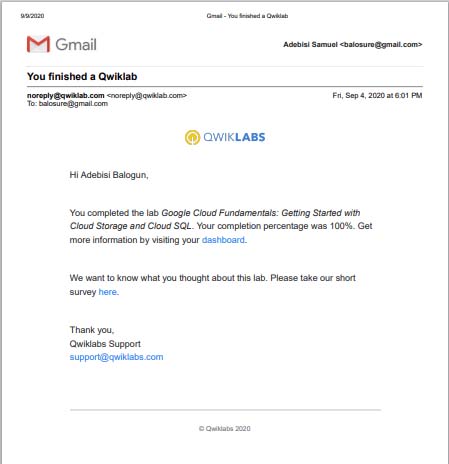 9/9/2020 Gmail - You finished a Qwiklab
Gmail Adebisi Samuel <balosure@gmail.com>
You finished a Qwiklab
noreply@qwiklab.com <noreply@qwiklab.com> Fri, Sep 4, 2020 at 6:01 PM
To: balosure@gmail.com
QWIKLABS
Hi Adebisi Balogun,
You completed the lab Google Cloud Fundamentals: Getting Started with
Cloud Storage and Cloud SQL. Your completion percentage was 100%. Get
more information by visiting your dashboard.
We want to know what you thought about this lab. Please take our short
survey here.
Thank you,
Qwiklabs Support
support@qwiklabs.com
© Qwiklabs 2020